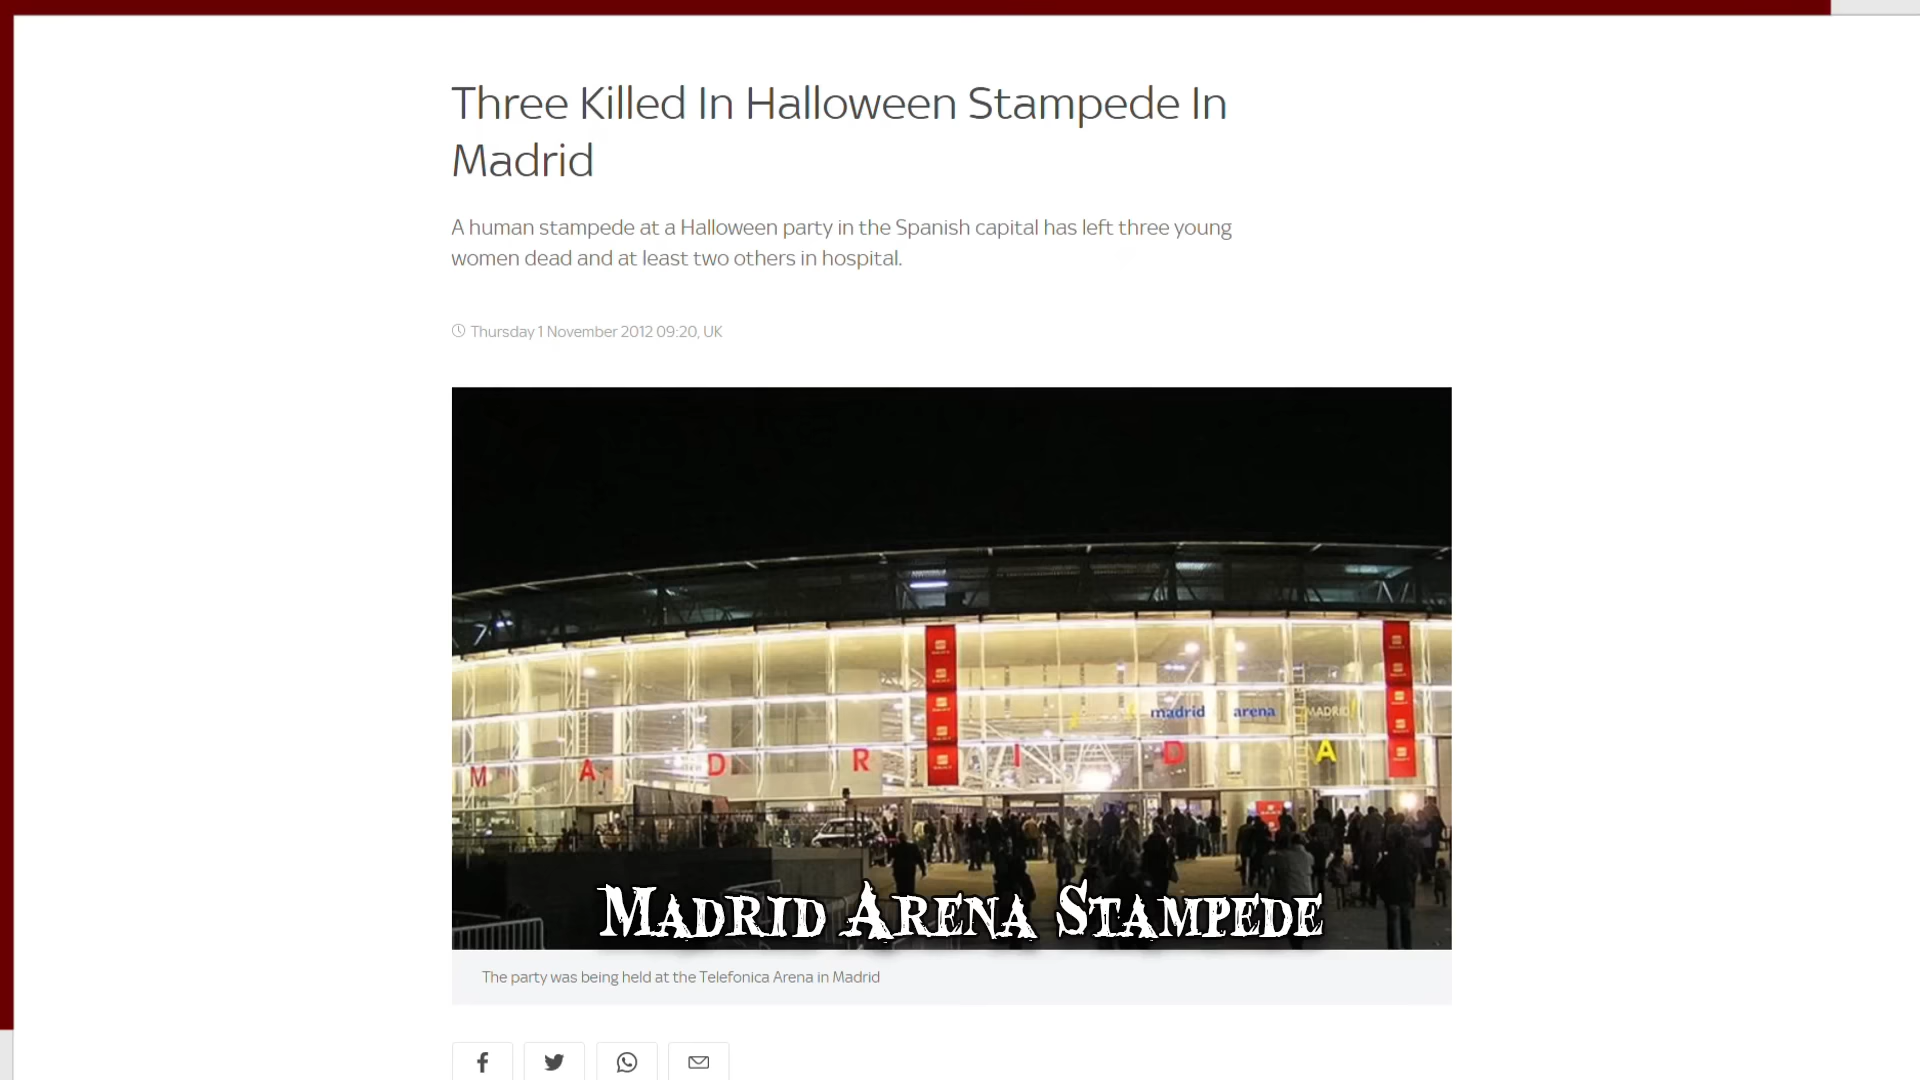 Three Killed In Halloween Stampede In
Madrid
A human stampede at a Halloween party in the Spanish capital has left three young
women dead and at least two others in hospital.
Thursday 1 November 2012 09:20, UK
madrid arena MADRID
M A D R I D A
Madrid Arena Stampede
The party was being held at the Telefonica Arena in Madrid